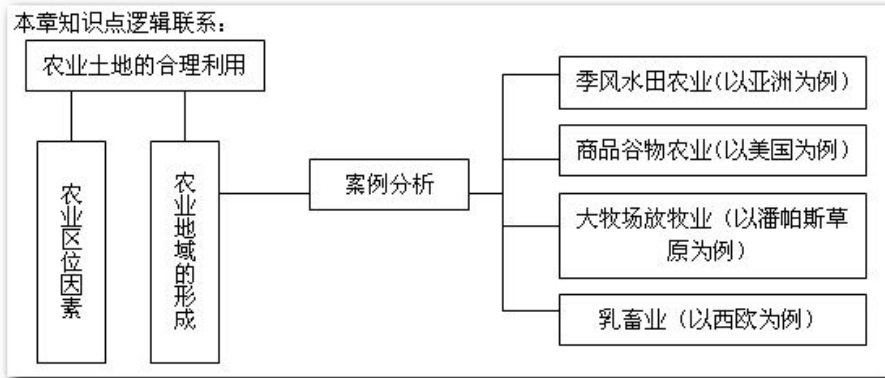 本章知识点逻辑联系：
农业土地的合理利用
农业区位因素
农业地域的形成
案例分析
季风水田农业(以亚洲为例)
商品谷物农业(以美国为例)
大牧场放牧业（以潘帕斯草
原为例）
乳畜业（以西欧为例）